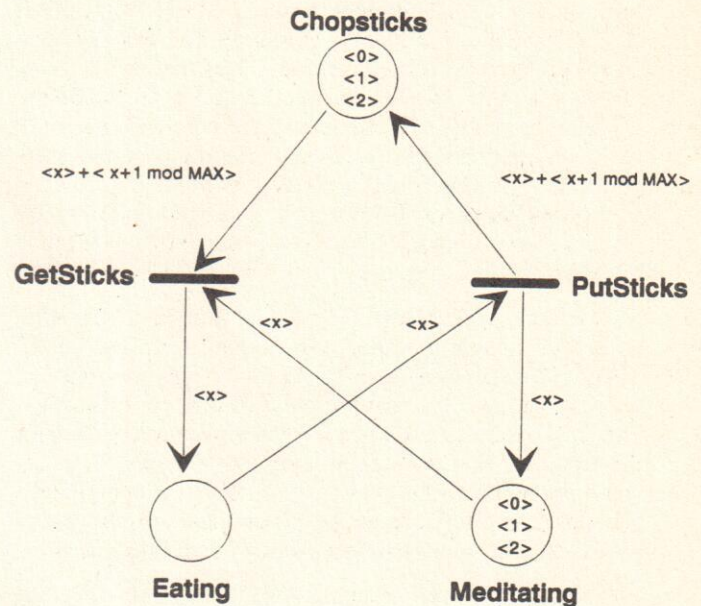 Chopsticks
<0>
<1>
<2>
<x>+< x+1 mod MAX>
<x>+< x+1 mod MAX>
GetSticks
PutSticks
<x>
<x>
<x>
<x>
<0>
<1>
<2>
Eating
Meditating